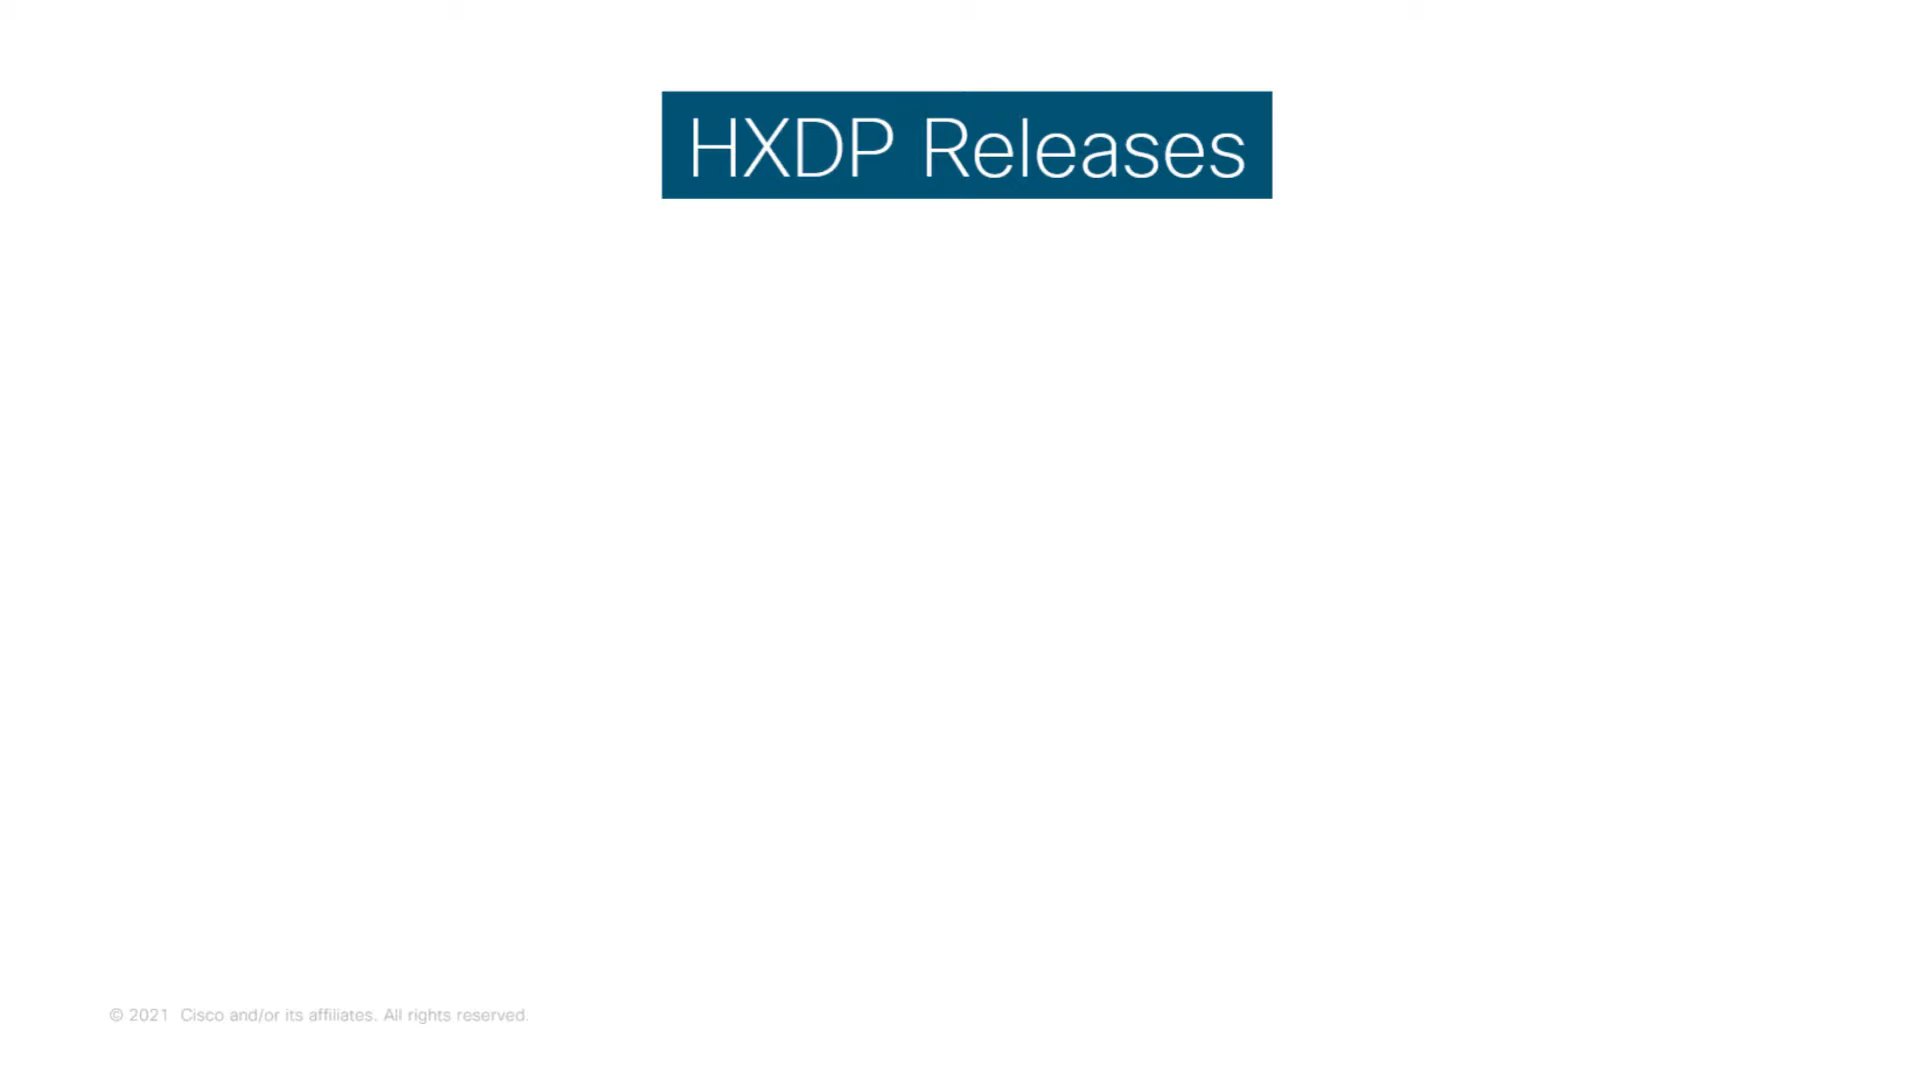 HXDP Releases
© 2021 Cisco and/or its affiliates. All rights reserved.